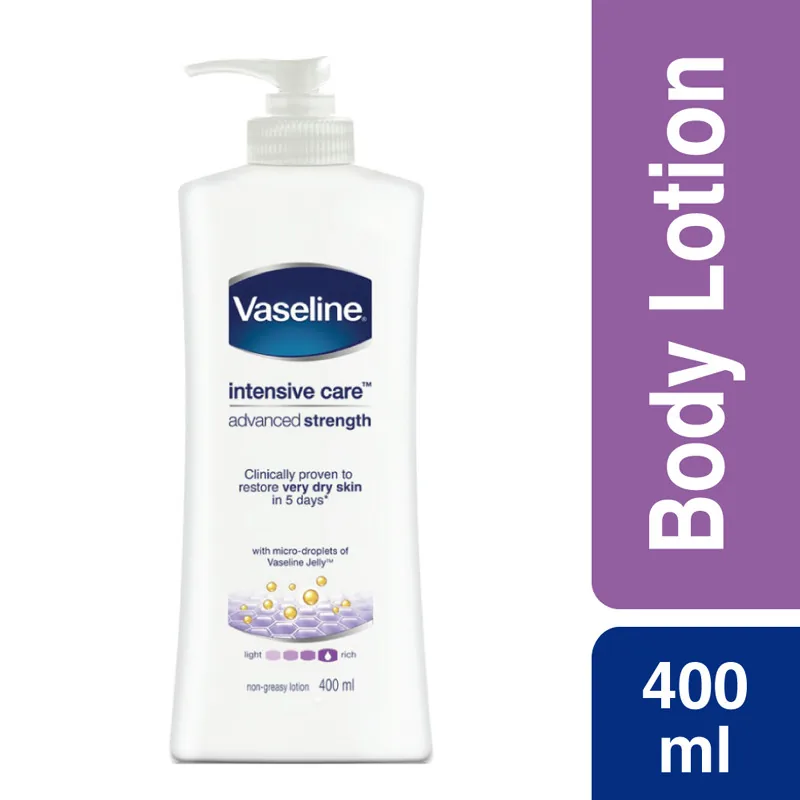 Vaseline®
intensive care™
advanced strength
Clinically proven to
restore very dry skin
in 5 days*
with micro-droplets of
Vaseline Jelly™
light rich
non-greasy lotion 400 ml
Body Lotion
400
ml